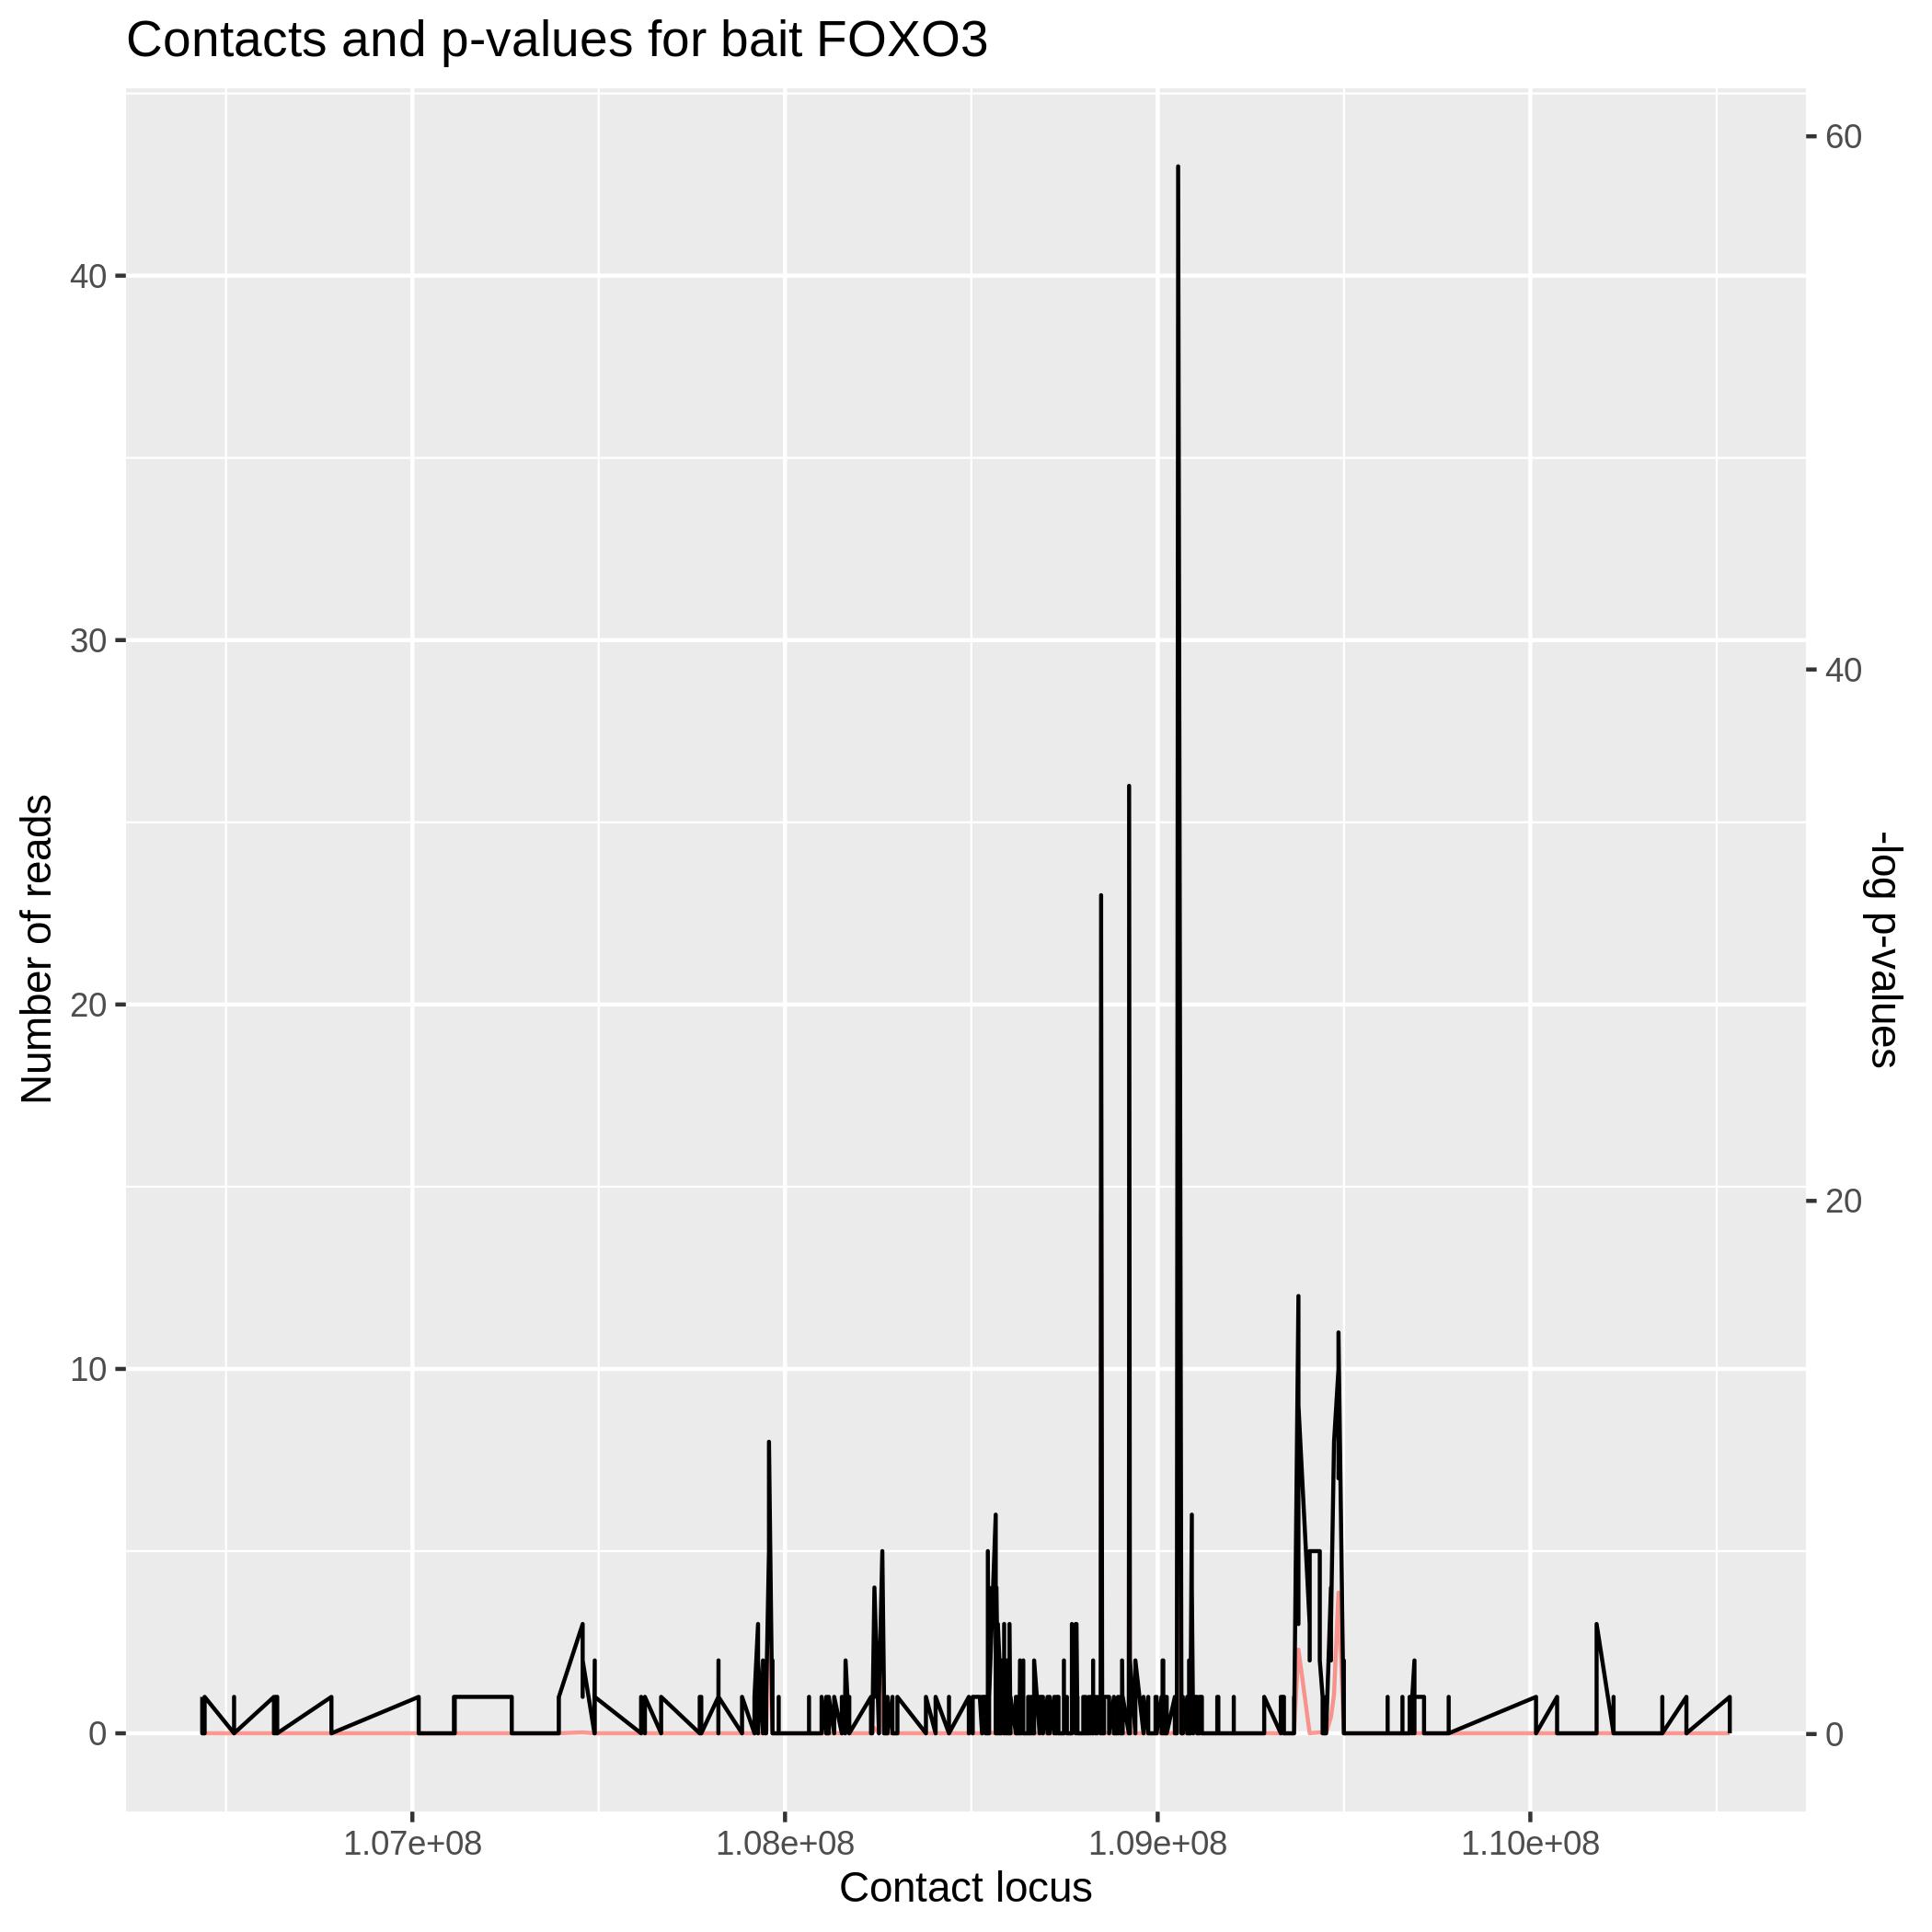 Contacts and p-values for bait FOXO3
60
40
40
30
20
20
10
0
0
Number of reads
-log p-values
1.07e+08 1.08e+08 1.09e+08 1.10e+08
Contact locus